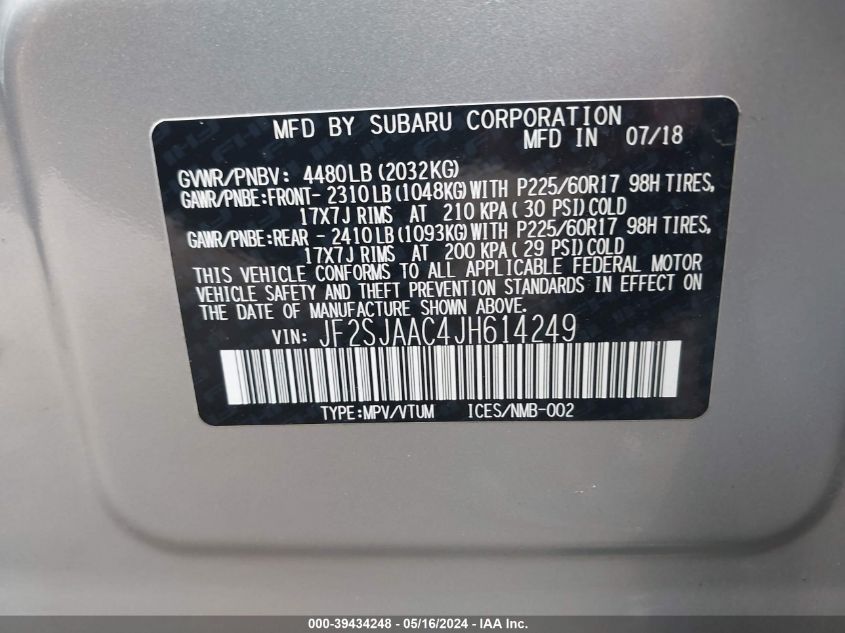 MFD BY SUBARU CORPORATION
MFD IN 07/18
GVWR/PNBV: 4480LB (2032KG)
GAWR/PNBE:FRONT- 2310LB (1048KG) WITH P225/60R17 98H TIRES,
17X7J RIMS AT 210 KPA ( 30 PSI) COLD
GAWR/PNBE:REAR - 2410LB (1093KG) WITH P225/60R17 98H TIRES,
17X7J RIMS AT 200 KPA ( 29 PSI) COLD
THIS VEHICLE CONFORMS TO ALL APPLICABLE FEDERAL MOTOR
VEHICLE SAFETY AND THEFT PREVENTION STANDARDS IN EFFECT ON
THE DATE OF MANUFACTURE SHOWN ABOVE.
VIN: JF2SJAAC4JH614249
TYPE:MPV/VTUM ICES/NMB-002
000-39434248 - 05/16/2024 - IAA Inc.